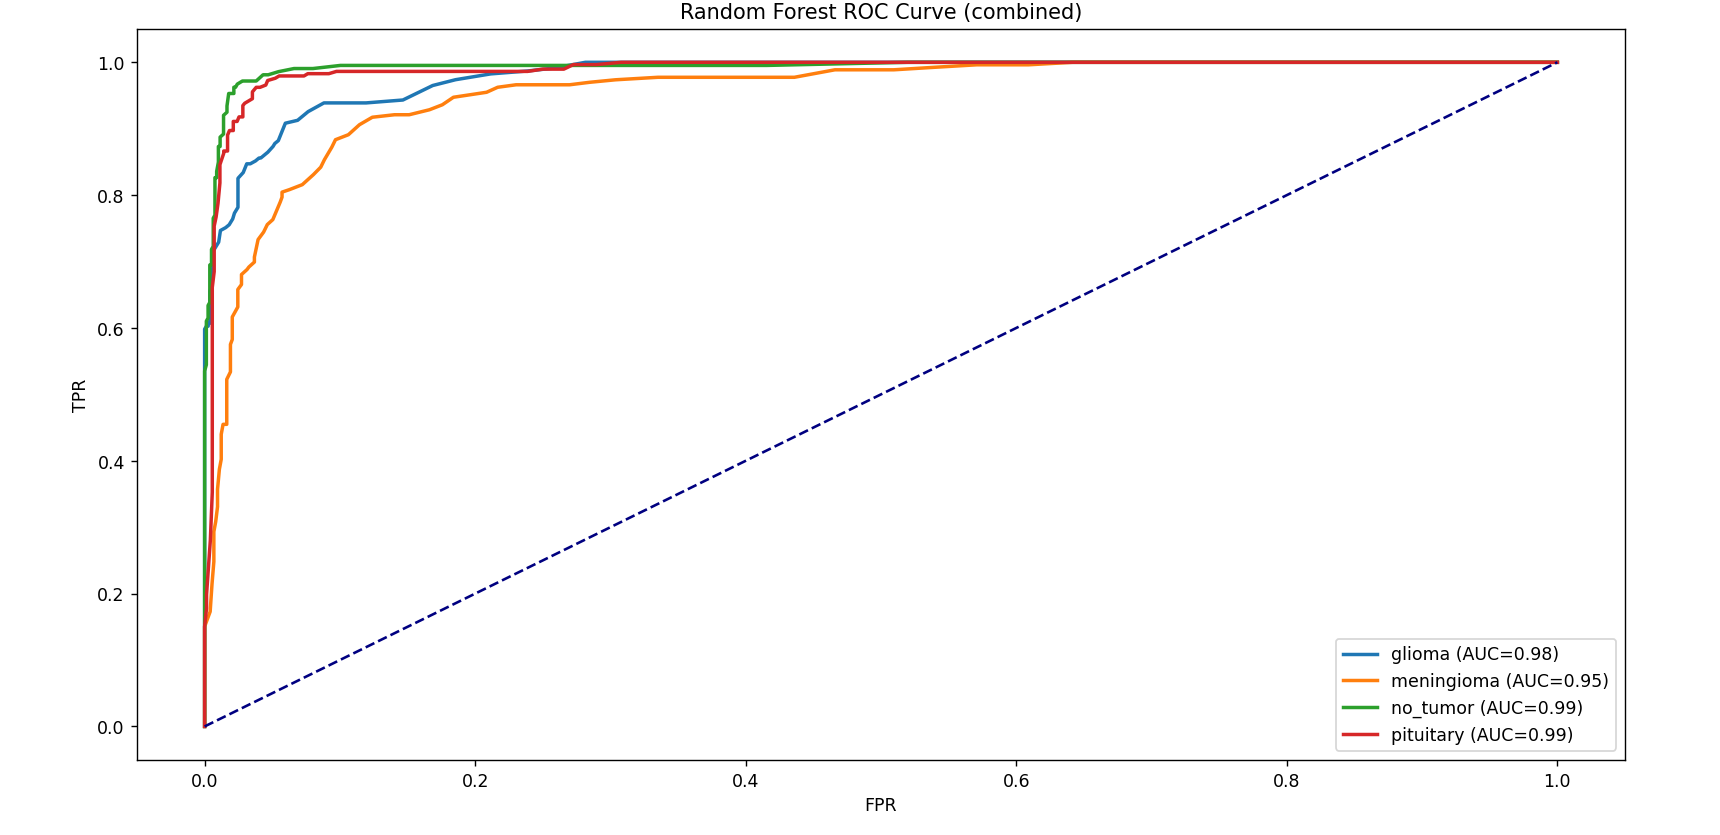 Random Forest ROC Curve (combined)
TPR
1.0
0.8
0.6
0.4
0.2
0.0
0.0 0.2 0.4 0.6 0.8 1.0
FPR
glioma (AUC=0.98)
meningioma (AUC=0.95)
no_tumor (AUC=0.99)
pituitary (AUC=0.99)